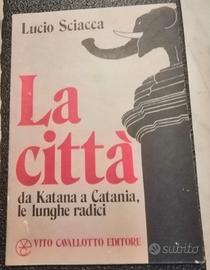 Lucio Sciacca
La
città
da Katana a Catania,
le lunghe radici
VITO CAVALLOTTO EDITORE
subito